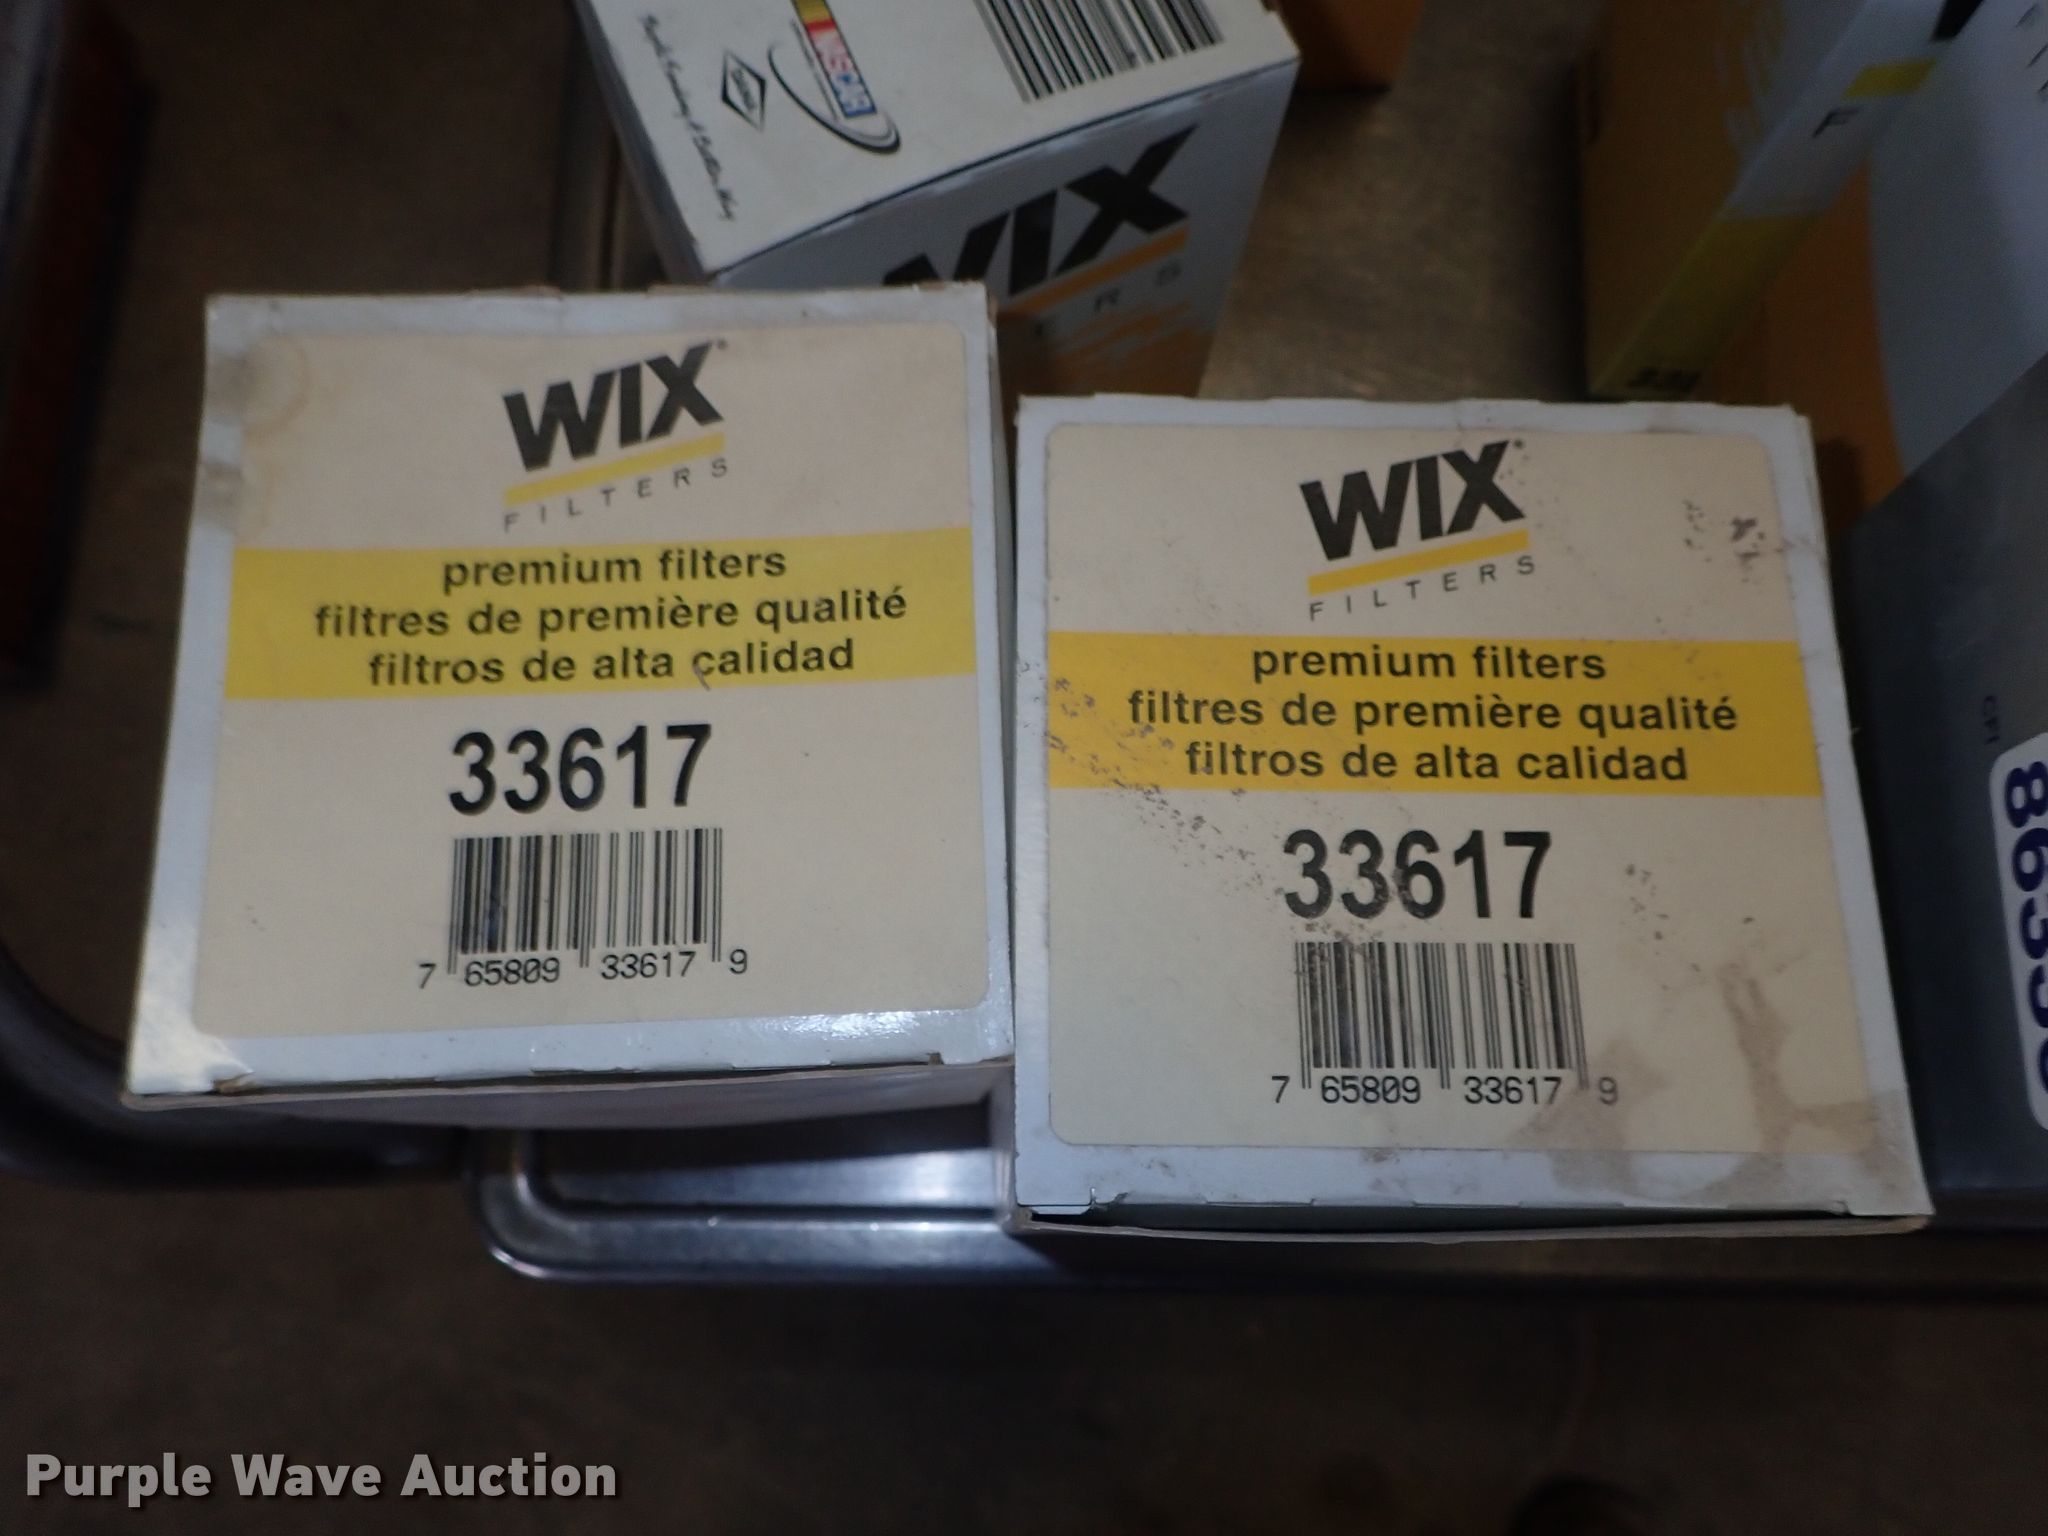 NASCAR
WIX
WIX
FILTERS
premium filters
filtres de première qualité
filtros de alta calidad
33617
7 65809 33617 9
WIX
FILTERS
premium filters
filtres de première qualité
filtros de alta calidad
33617
7 65809 33617 9
Purple Wave Auction